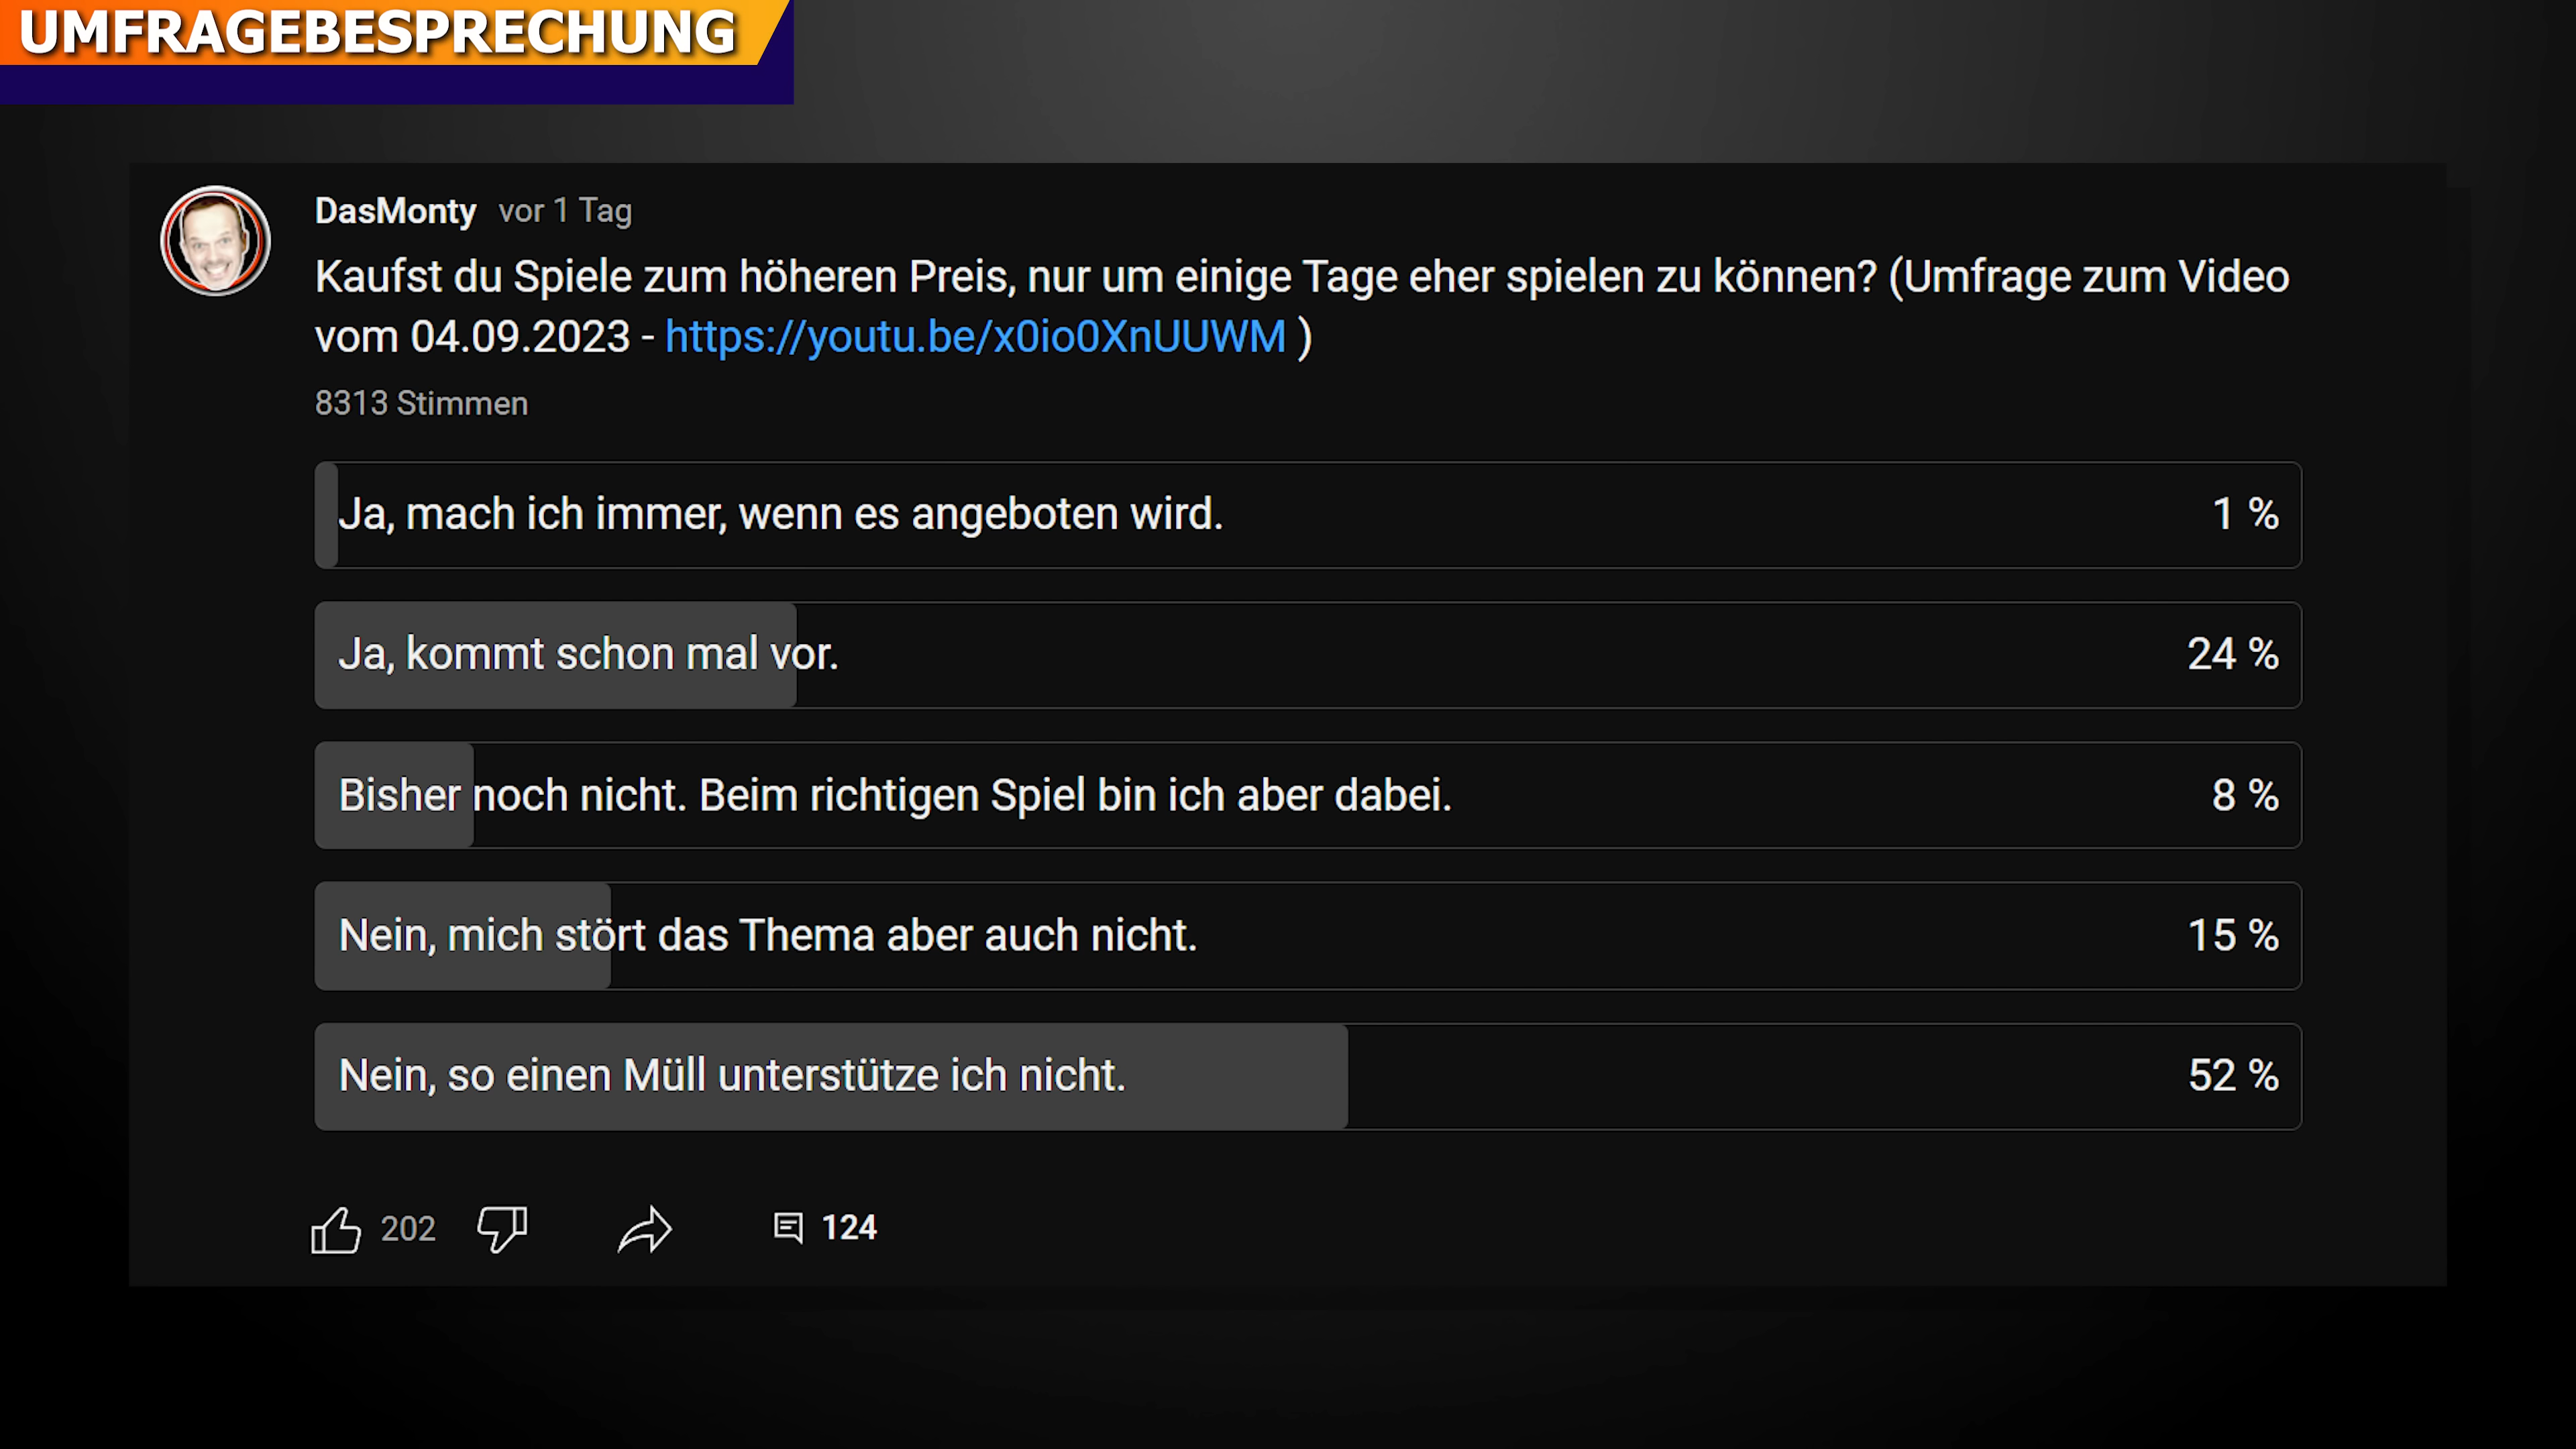 UMFRAGEBESPRECHUNG
DasMonty vor 1 Tag
Kaufst du Spiele zum höheren Preis, nur um einige Tage eher spielen zu können? (Umfrage zum Video
vom 04.09.2023 - https://youtu.be/x0io0XnUUWM )
8313 Stimmen
Ja, mach ich immer, wenn es angeboten wird. 1 %
Ja, kommt schon mal vor. 24 %
Bisher noch nicht. Beim richtigen Spiel bin ich aber dabei. 8 %
Nein, mich stört das Thema aber auch nicht. 15 %
Nein, so einen Müll unterstütze ich nicht. 52 %
202 124